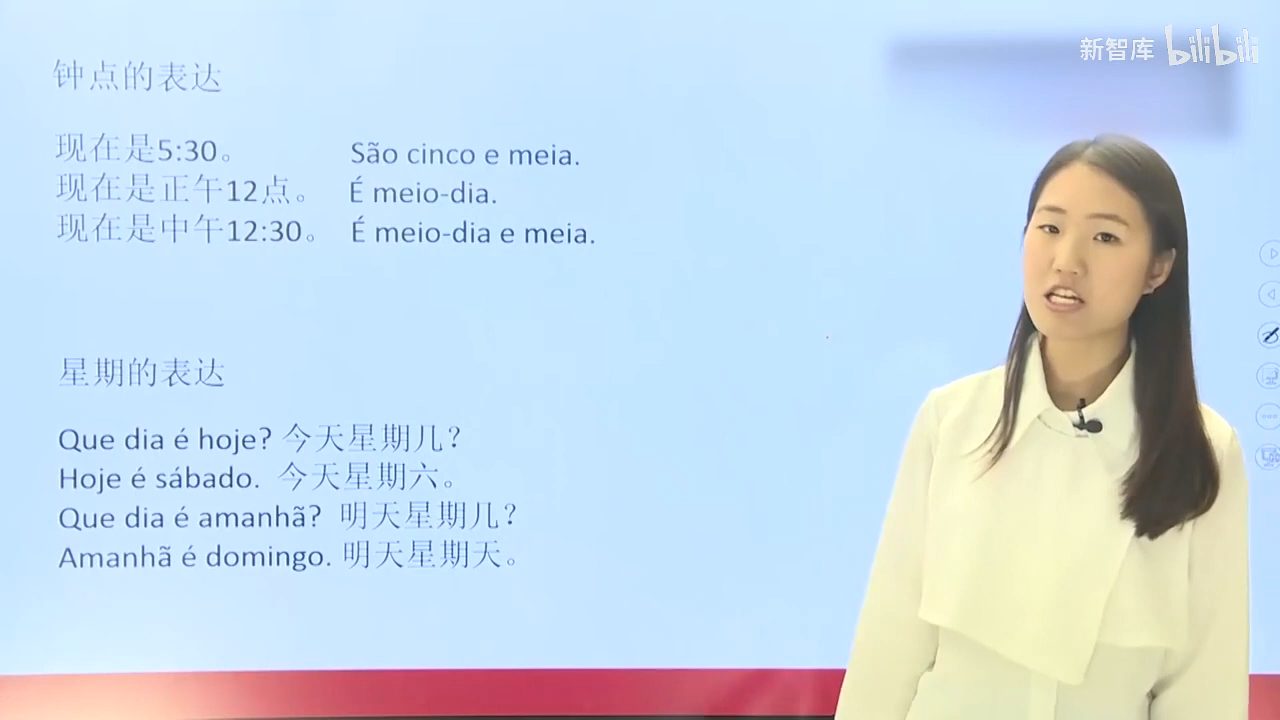 新智库 bilibili
钟点的表达
现在是5:30。 São cinco e meia.
现在是正午12点。 É meio-dia.
现在是中午12:30。 É meio-dia e meia.
星期的表达
Que dia é hoje? 今天星期几？
Hoje é sábado. 今天星期六。
Que dia é amanhã? 明天星期几？
Amanhã é domingo. 明天星期天。